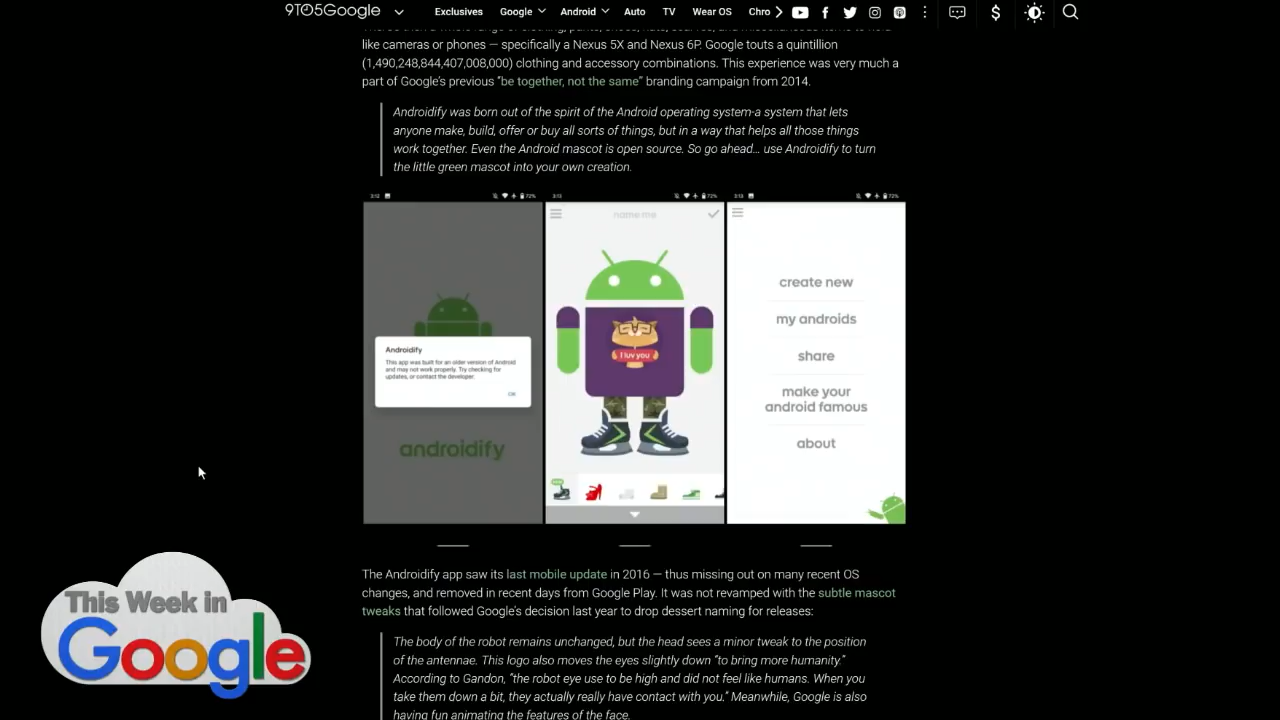 9TO5Google
Exclusives Google Android Auto TV Wear OS Chro
like cameras or phones — specifically a Nexus 5X and Nexus 6P. Google touts a quintillion
(1,490,248,844,407,008,000) clothing and accessory combinations. This experience was very much a
part of Google's previous "be together, not the same" branding campaign from 2014.
Androidify was born out of the spirit of the Android operating system-a system that lets
anyone make, build, offer or buy all sorts of things, but in a way that helps all those things
work together. Even the Android mascot is open source. So go ahead… use Androidify to turn
the little green mascot into your own creation.
3:12 72%
3:13 72%
3:13 72%
Androidify
This app was built for an older version of Android
and may not work properly. Try checking for
updates, or contact the developer.
OK
androidify
name me
I luv you
create new
my androids
share
make your
android famous
about
The Androidify app saw its last mobile update in 2016 — thus missing out on many recent OS
changes, and removed in recent days from Google Play. It was not revamped with the subtle mascot
tweaks that followed Google's decision last year to drop dessert naming for releases:
The body of the robot remains unchanged, but the head sees a minor tweak to the position
of the antennae. This logo also moves the eyes slightly down "to bring more humanity."
According to Gandon, "the robot eye use to be high and did not feel like humans. When you
take them down a bit, they actually really have contact with you." Meanwhile, Google is also
having fun animating the features of the face.
This Week in
Google